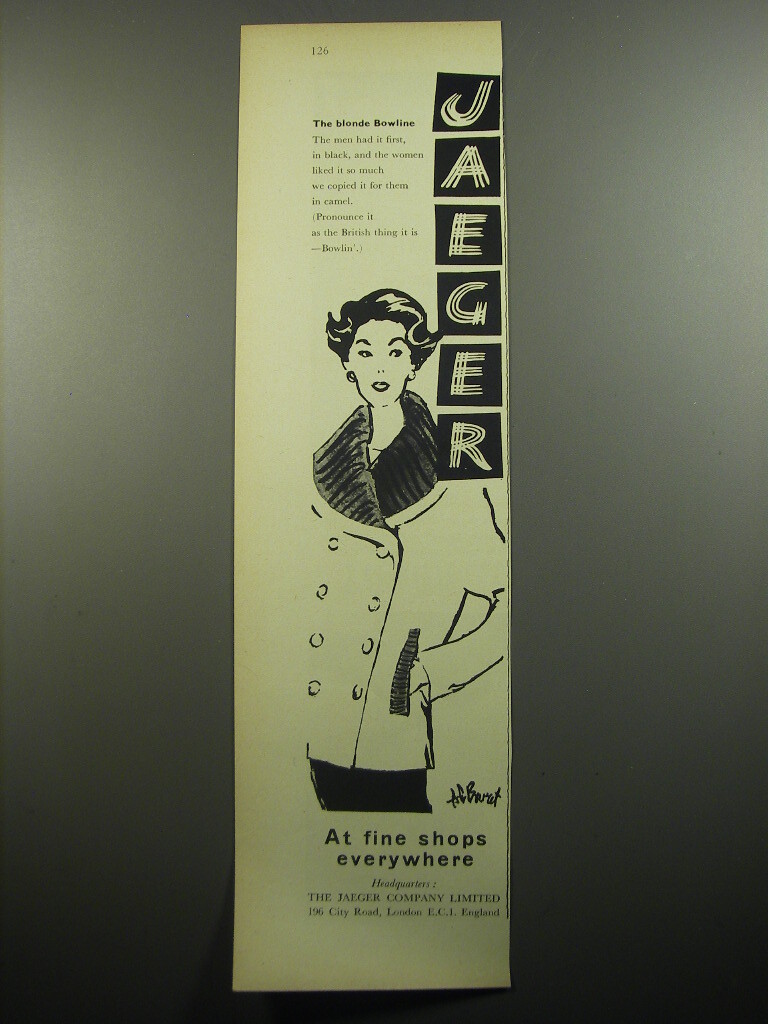 126
The blonde Bowline
The men had it first,
in black, and the women
liked it so much
we copied it for them
in camel.
(Pronounce it
as the British thing it is
—Bowlin'.)
JAEGER
At fine shops
everywhere
Headquarters :
THE JAEGER COMPANY LIMITED
196 City Road, London E.C.1. England